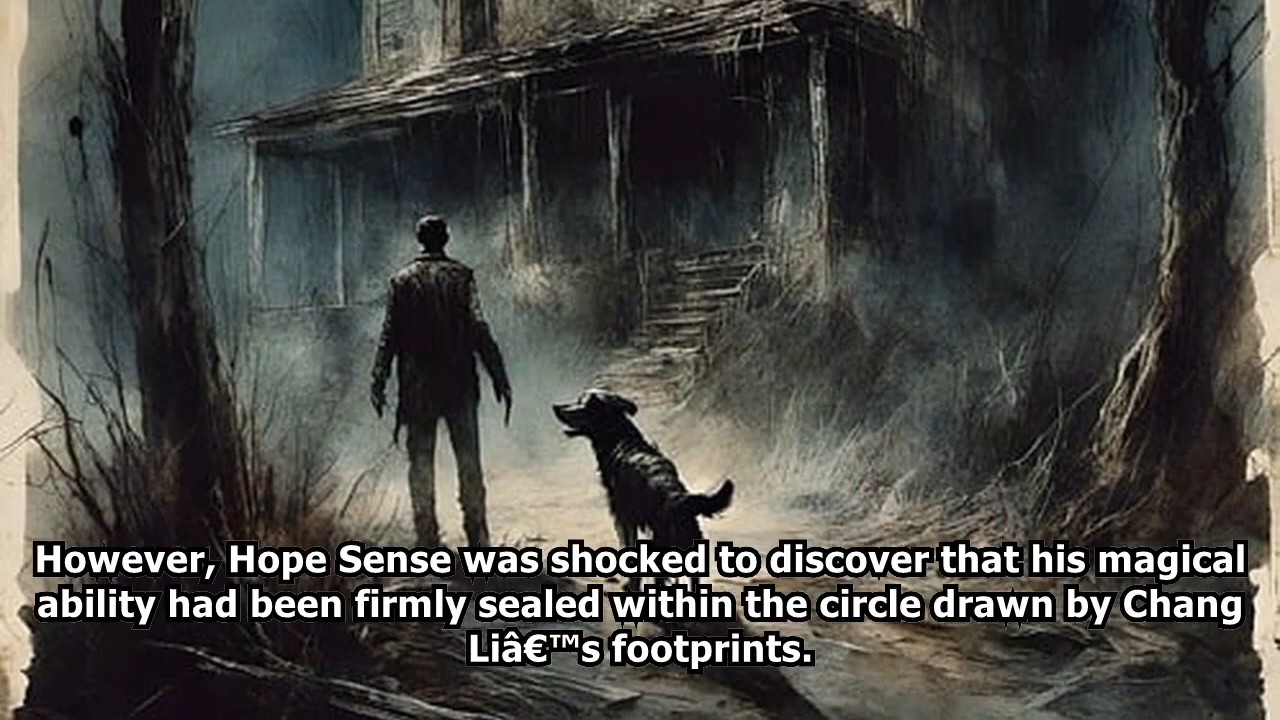 However, Hope Sense was shocked to discover that his magical
ability had been firmly sealed within the circle drawn by Chang
Liâ€™s footprints.